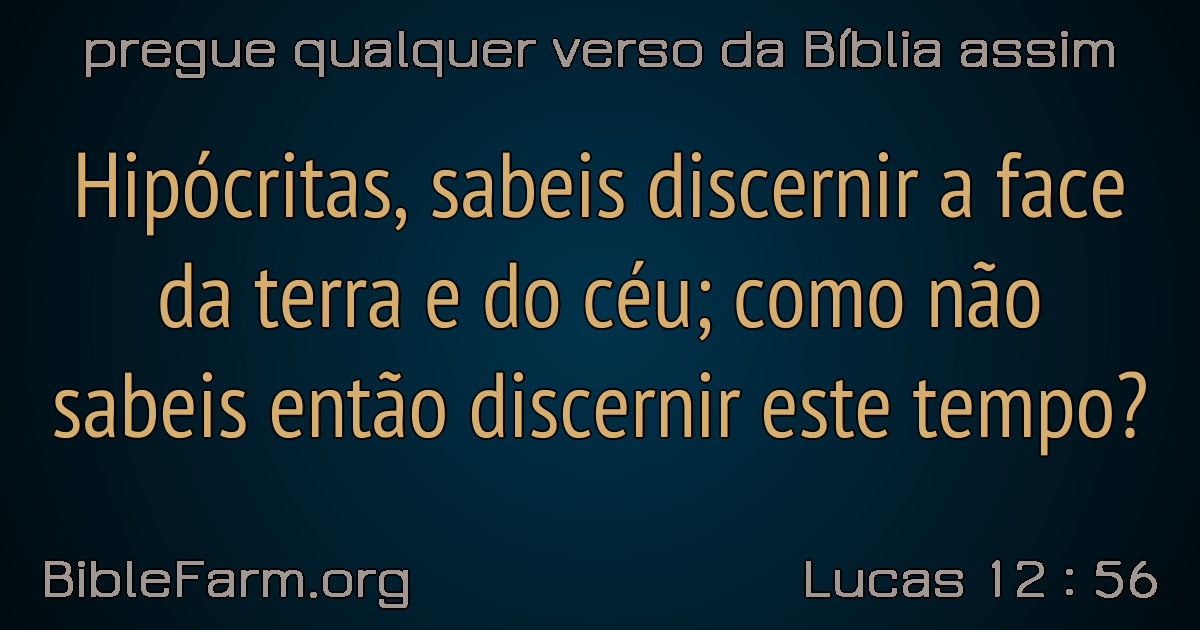 pregue qualquer verso da Bíblia assim
Hipócritas, sabeis discernir a face
da terra e do céu; como não
sabeis então discernir este tempo?
BibleFarm.org
Lucas 12 : 56